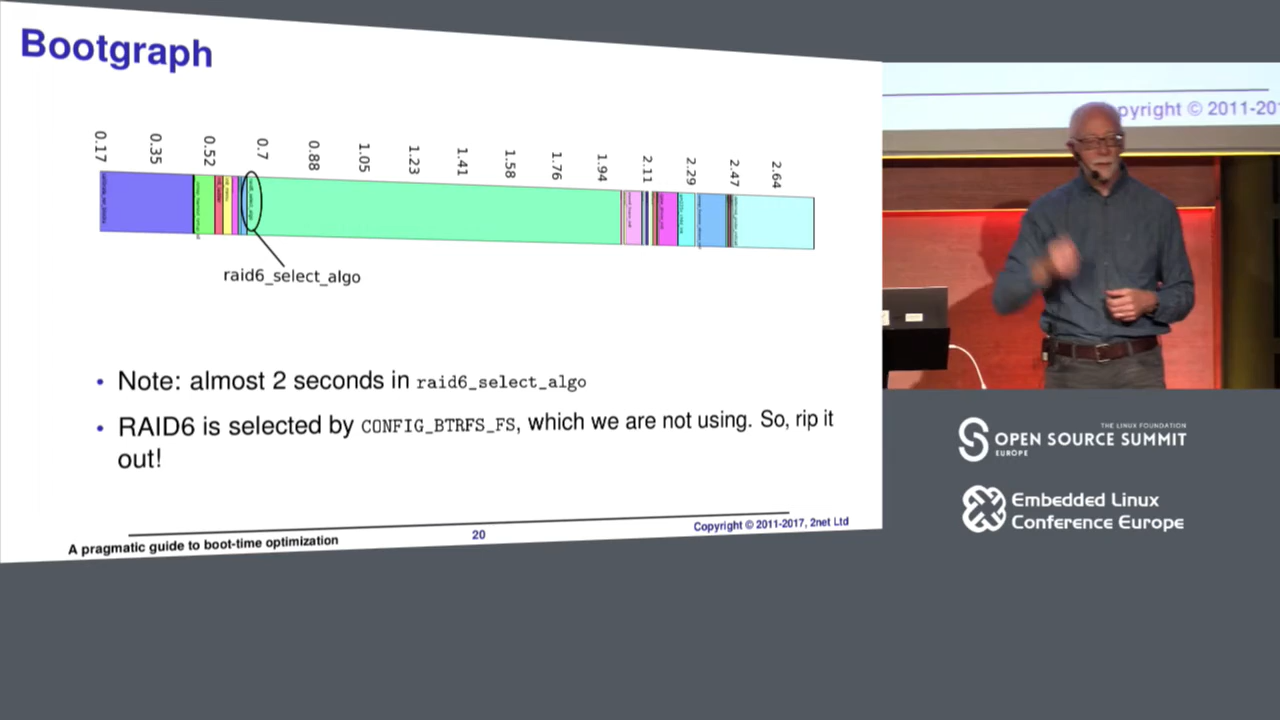 Bootgraph
0.17 0.35 0.52 0.7 0.88 1.05 1.23 1.41 1.58 1.76 1.94 2.11 2.29 2.47 2.64
raid6_select_algo
• Note: almost 2 seconds in raid6_select_algo
• RAID6 is selected by CONFIG_BTRFS_FS, which we are not using. So, rip it
out!
A pragmatic guide to boot-time optimization
20
Copyright © 2011-2017, 2net Ltd
pyright © 2011-20
THE LINUX FOUNDATION
OPEN SOURCE SUMMIT
EUROPE
Embedded Linux
Conference Europe